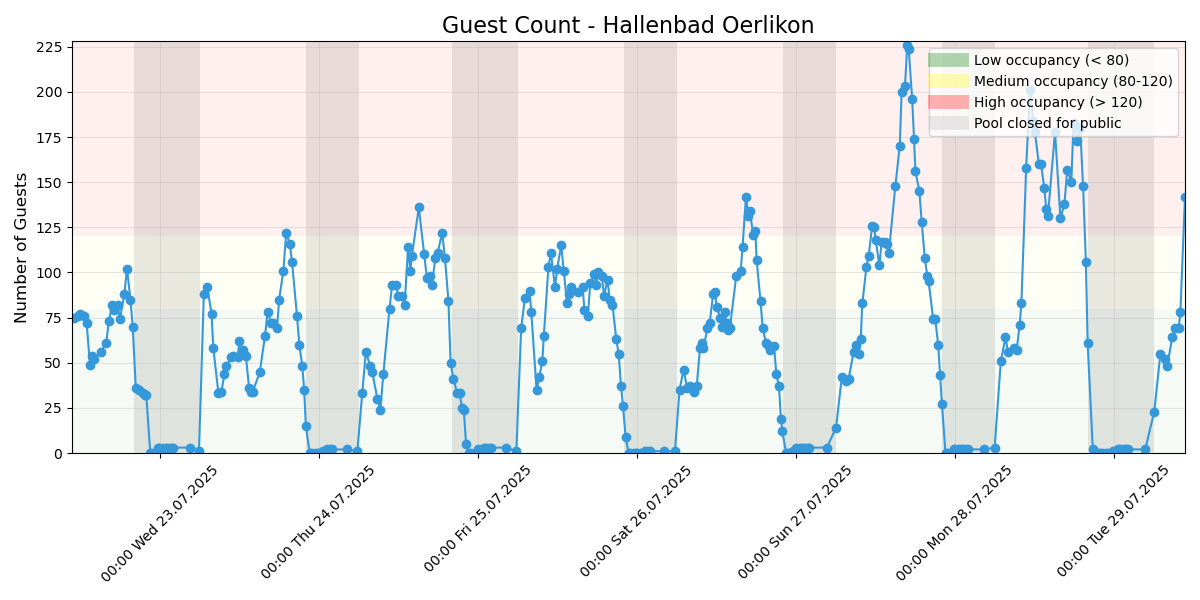 Guest Count - Hallenbad Oerlikon
Number of Guests
225
200
175
150
125
100
75
50
25
0
Low occupancy (< 80)
Medium occupancy (80-120)
High occupancy (> 120)
Pool closed for public
00:00 Wed 23.07.2025
00:00 Thu 24.07.2025
00:00 Fri 25.07.2025
00:00 Sat 26.07.2025
00:00 Sun 27.07.2025
00:00 Mon 28.07.2025
00:00 Tue 29.07.2025